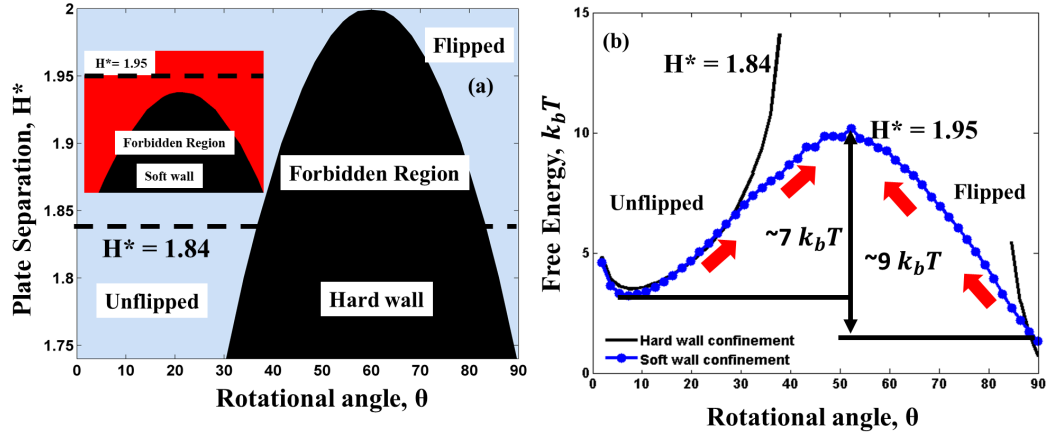 Plate Separation, H*
2
1.95
1.9
1.85
1.8
1.75
H*= 1.95
Forbidden Region
Soft wall
Flipped
(a)
Forbidden Region
H* = 1.84
Unflipped
Hard wall
0 10 20 30 40 50 60 70 80 90
Rotational angle, θ
Free Energy, k_bT
15
10
5
0
(b)
H* = 1.84
H* = 1.95
Unflipped
Flipped
~7 k_bT
~9 k_bT
Hard wall confinement
Soft wall confinement
0 10 20 30 40 50 60 70 80 90
Rotational angle, θ